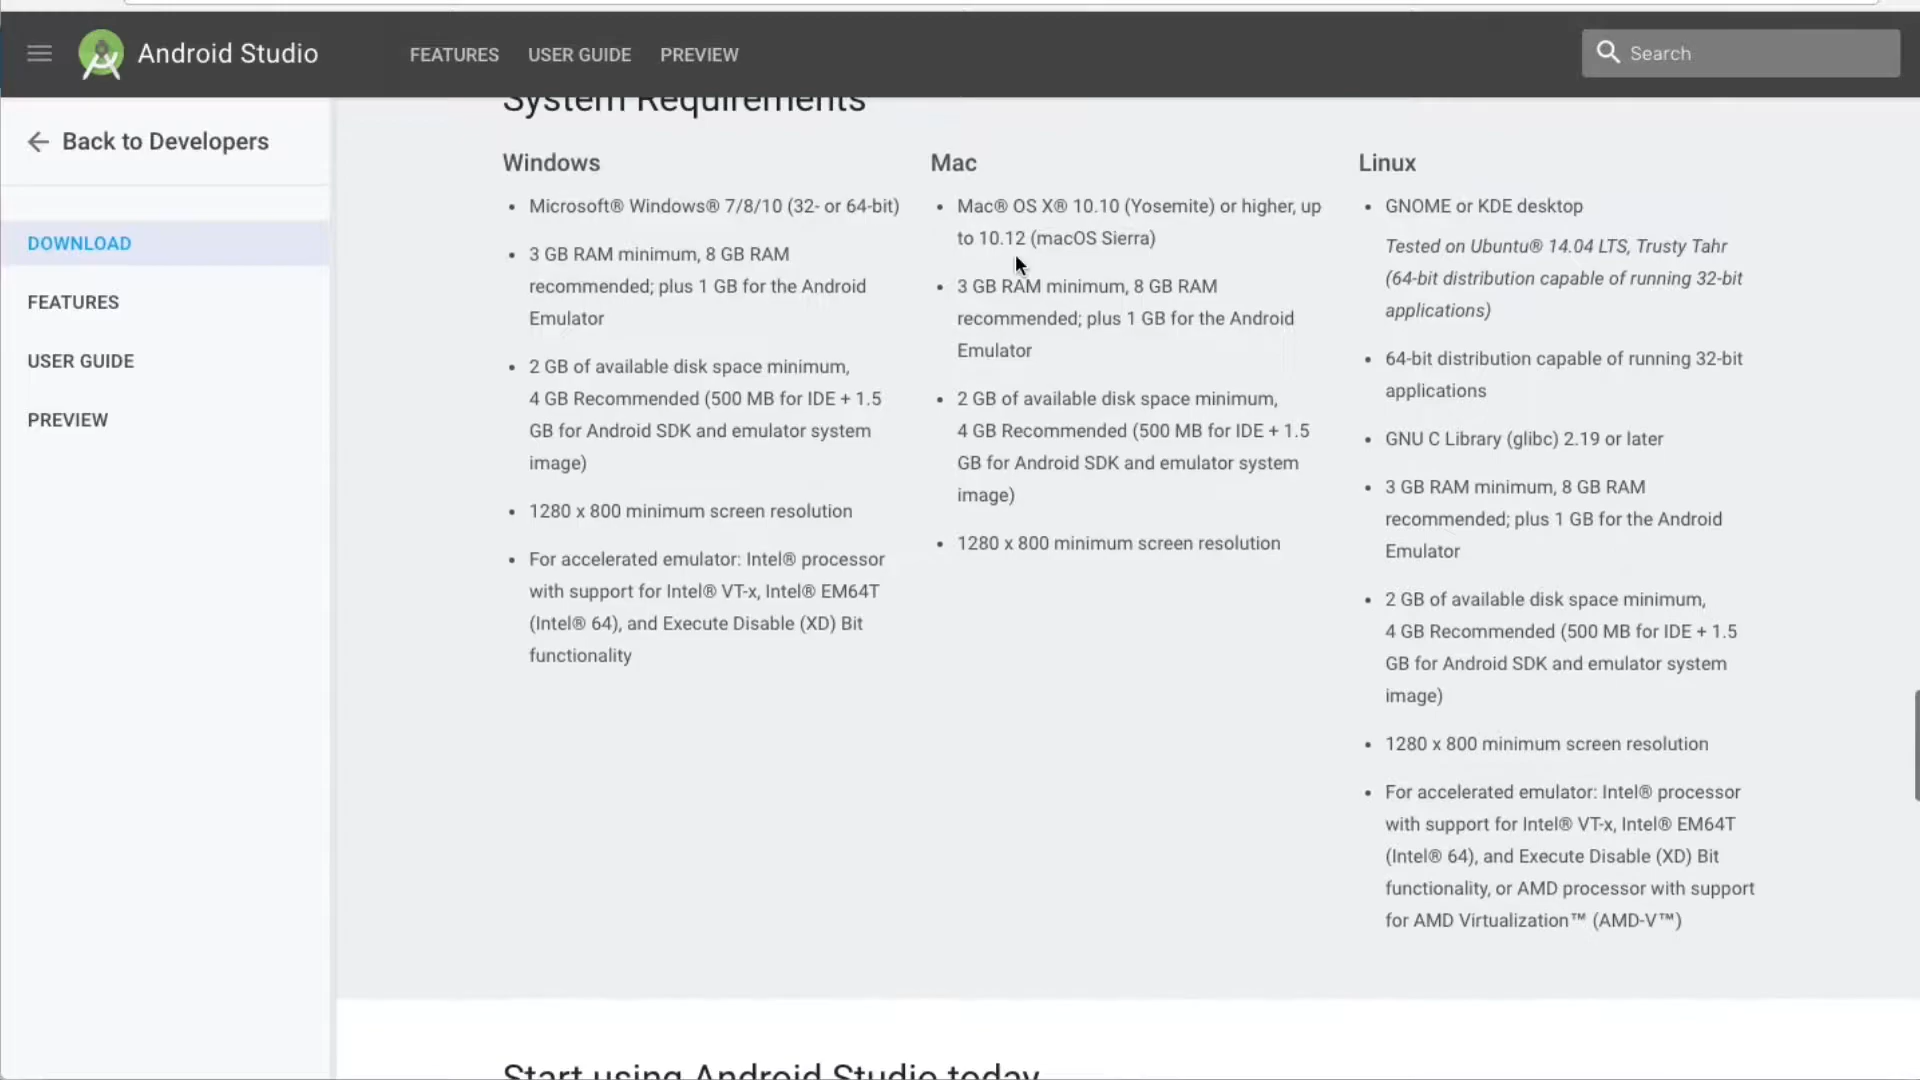 Android Studio
FEATURES
USER GUIDE
PREVIEW
Search
System Requirements
Back to Developers
DOWNLOAD
FEATURES
USER GUIDE
PREVIEW
Windows
• Microsoft® Windows® 7/8/10 (32- or 64-bit)
• 3 GB RAM minimum, 8 GB RAM
recommended; plus 1 GB for the Android
Emulator
• 2 GB of available disk space minimum,
4 GB Recommended (500 MB for IDE + 1.5
GB for Android SDK and emulator system
image)
• 1280 x 800 minimum screen resolution
• For accelerated emulator: Intel® processor
with support for Intel® VT-x, Intel® EM64T
(Intel® 64), and Execute Disable (XD) Bit
functionality
Mac
• Mac® OS X® 10.10 (Yosemite) or higher, up
to 10.12 (macOS Sierra)
• 3 GB RAM minimum, 8 GB RAM
recommended; plus 1 GB for the Android
Emulator
• 2 GB of available disk space minimum,
4 GB Recommended (500 MB for IDE + 1.5
GB for Android SDK and emulator system
image)
• 1280 x 800 minimum screen resolution
Linux
• GNOME or KDE desktop
Tested on Ubuntu® 14.04 LTS, Trusty Tahr
(64-bit distribution capable of running 32-bit
applications)
• 64-bit distribution capable of running 32-bit
applications
• GNU C Library (glibc) 2.19 or later
• 3 GB RAM minimum, 8 GB RAM
recommended; plus 1 GB for the Android
Emulator
• 2 GB of available disk space minimum,
4 GB Recommended (500 MB for IDE + 1.5
GB for Android SDK and emulator system
image)
• 1280 x 800 minimum screen resolution
• For accelerated emulator: Intel® processor
with support for Intel® VT-x, Intel® EM64T
(Intel® 64), and Execute Disable (XD) Bit
functionality, or AMD processor with support
for AMD Virtualization™ (AMD-V™)
Start using Android Studio today